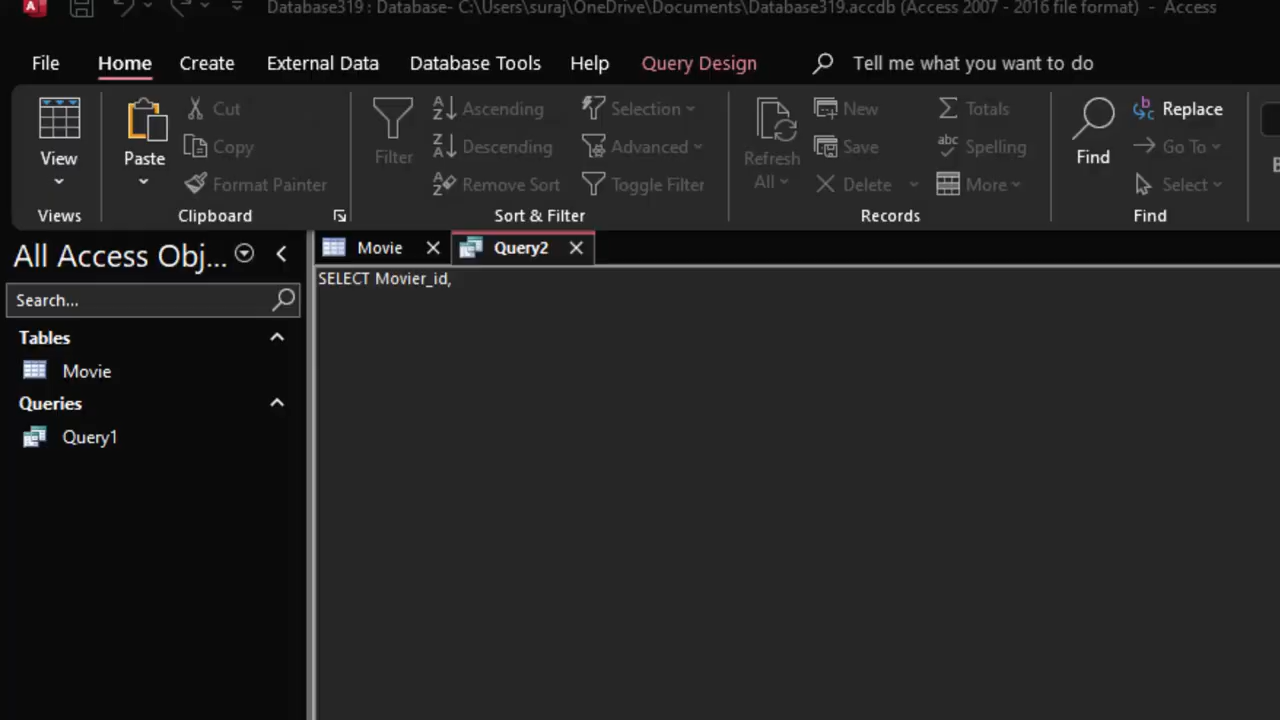 Database319 : Database- C:\Users\suraj\OneDrive\Documents\Database319.accdb (Access 2007 - 2016 file format) - Access
File Home Create External Data Database Tools Help Query Design Tell me what you want to do
View
Views
Paste
Cut
Copy
Format Painter
Clipboard
Filter
Ascending
Descending
Remove Sort
Selection
Advanced
Toggle Filter
Sort & Filter
Refresh
All
New
Save
Delete
Totals
Spelling
More
Records
Find
Replace
Go To
Select
Find
All Access Obj...
Search...
Tables
Movie
Queries
Query1
Movie Query2
SELECT Movier_id,